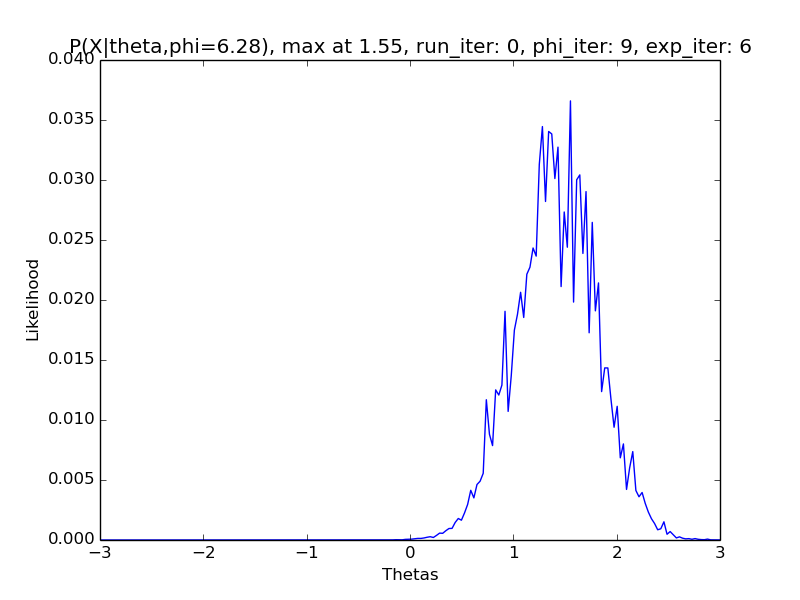 P(X|theta,phi=6.28), max at 1.55, run_iter: 0, phi_iter: 9, exp_iter: 6
0.040
0.035
0.030
0.025
0.020
0.015
0.010
0.005
0.000
Likelihood
−3 −2 −1 0 1 2 3
Thetas